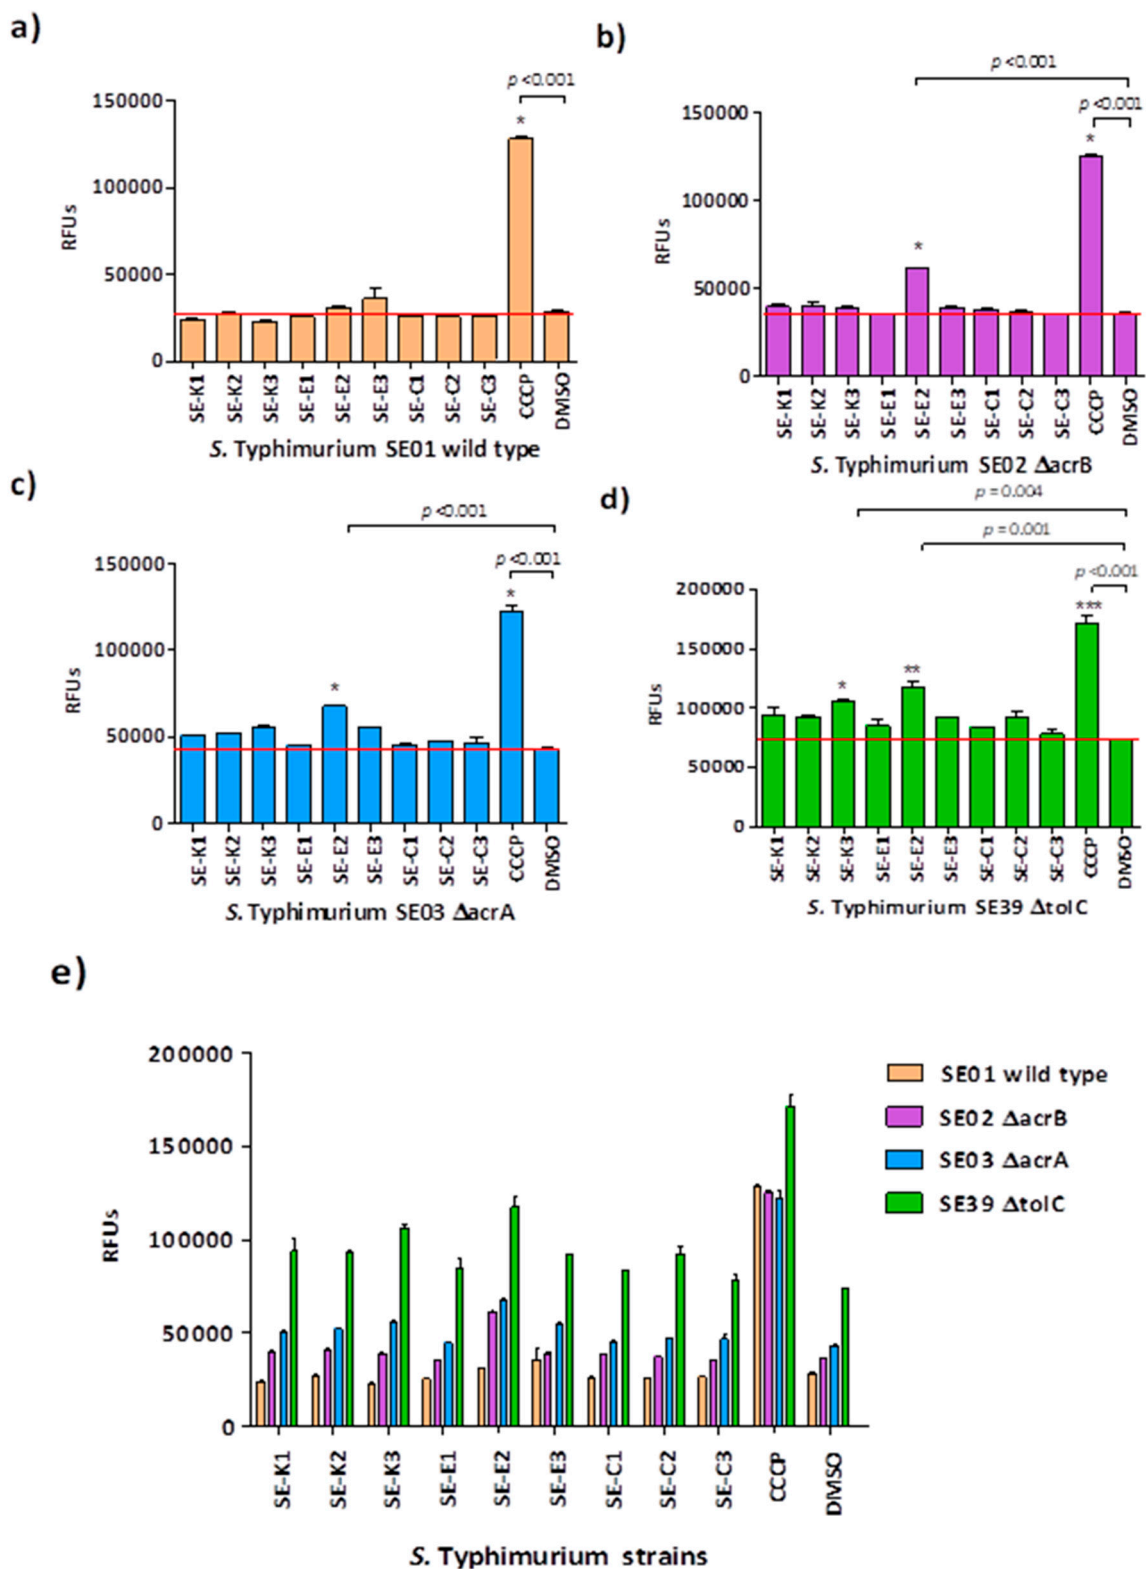 a)
p <0.001
150000
100000
50000
0
RFUs
*
SE-K1
SE-K2
SE-K3
SE-E1
SE-E2
SE-E3
SE-C1
SE-C2
SE-C3
CCCP
DMSO
S. Typhimurium SE01 wild type
b)
p <0.001
p <0.001
150000
100000
50000
0
RFUs
*
*
SE-K1
SE-K2
SE-K3
SE-E1
SE-E2
SE-E3
SE-C1
SE-C2
SE-C3
CCCP
DMSO
S. Typhimurium SE02 ΔacrB
c)
p <0.001
p <0.001
150000
100000
50000
0
RFUs
*
*
SE-K1
SE-K2
SE-K3
SE-E1
SE-E2
SE-E3
SE-C1
SE-C2
SE-C3
CCCP
DMSO
S. Typhimurium SE03 ΔacrA
d)
p = 0.004
p = 0.001
p <0.001
200000
150000
100000
50000
0
RFUs
*
**
***
SE-K1
SE-K2
SE-K3
SE-E1
SE-E2
SE-E3
SE-C1
SE-C2
SE-C3
CCCP
DMSO
S. Typhimurium SE39 ΔtolC
e)
200000
150000
100000
50000
0
RFUs
SE01 wild type
SE02 ΔacrB
SE03 ΔacrA
SE39 ΔtolC
SE-K1
SE-K2
SE-K3
SE-E1
SE-E2
SE-E3
SE-C1
SE-C2
SE-C3
CCCP
DMSO
S. Typhimurium strains